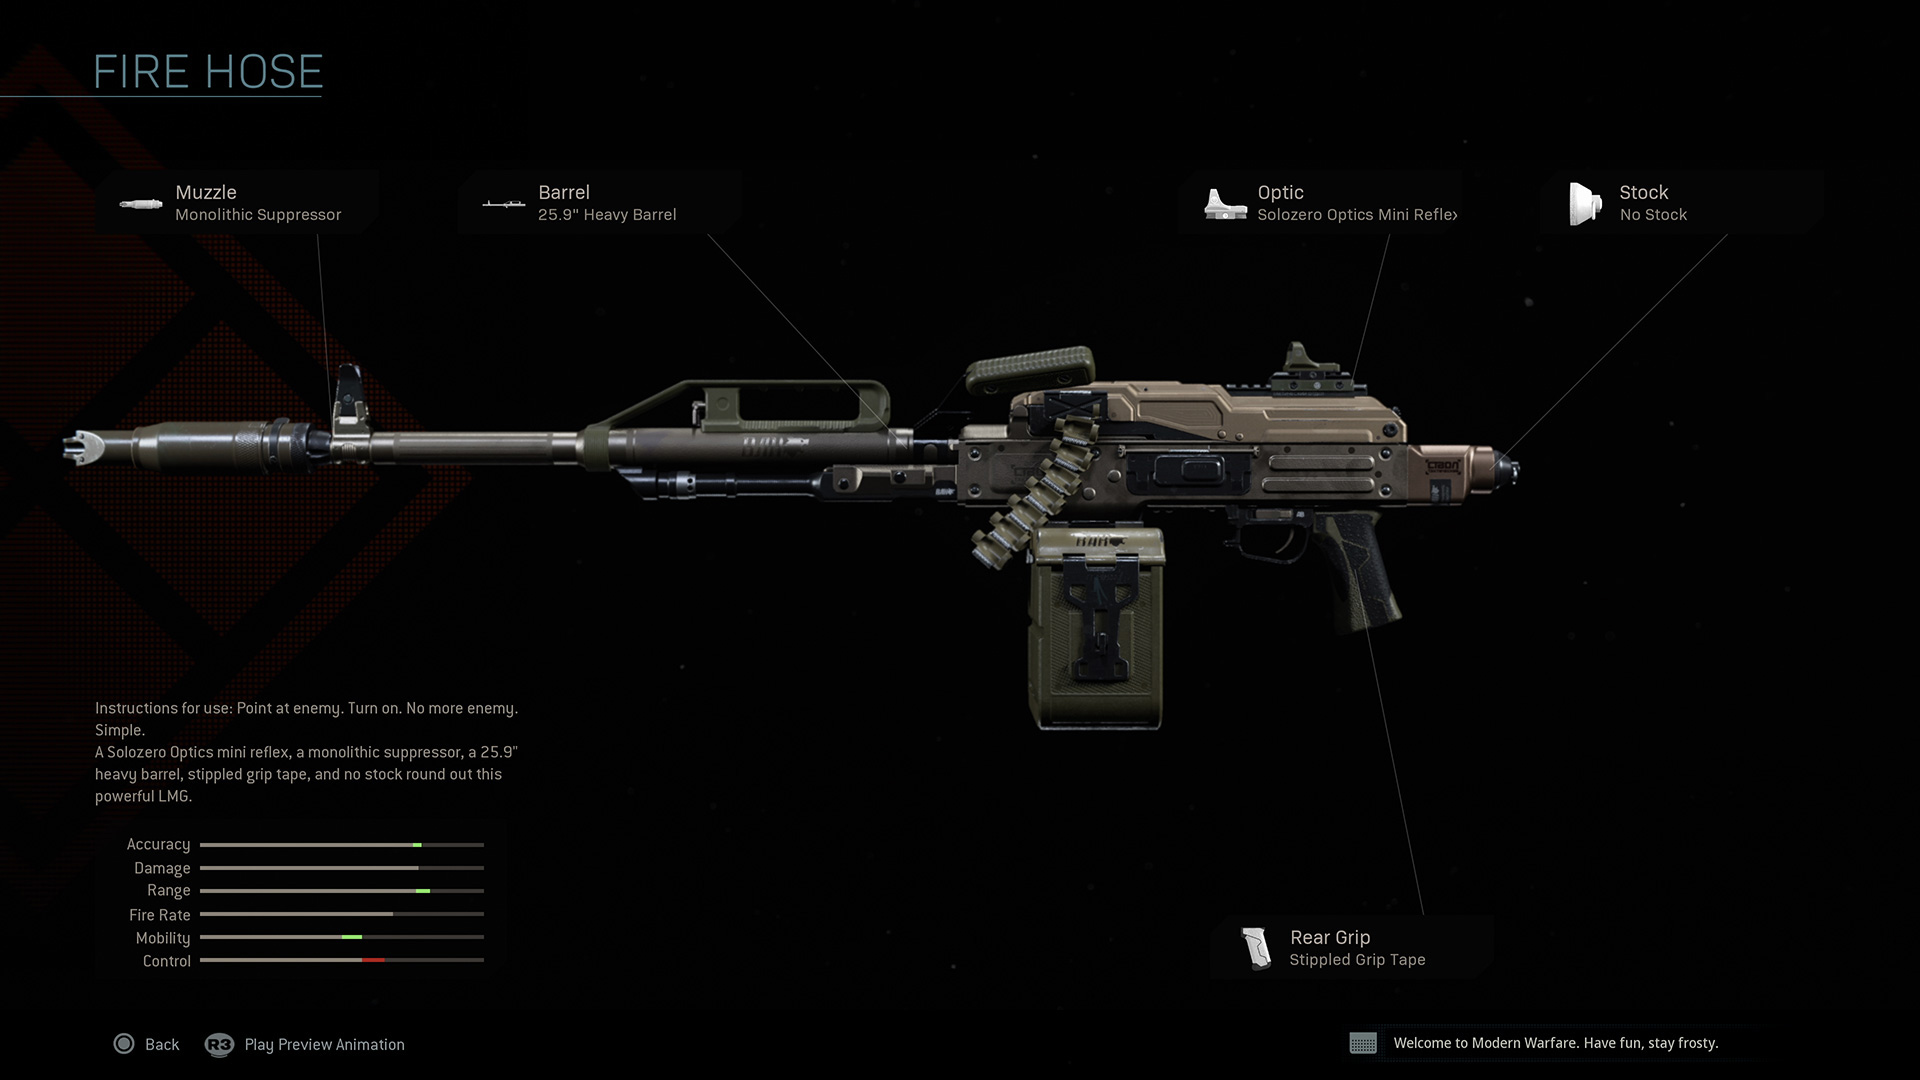 FIRE HOSE
Muzzle
Monolithic Suppressor
Barrel
25.9" Heavy Barrel
Optic
Solozero Optics Mini Reflex
Stock
No Stock
Instructions for use: Point at enemy. Turn on. No more enemy.
Simple.
A Solozero Optics mini reflex, a monolithic suppressor, a 25.9"
heavy barrel, stippled grip tape, and no stock round out this
powerful LMG.
Accuracy
Damage
Range
Fire Rate
Mobility
Control
Rear Grip
Stippled Grip Tape
Back
R3 Play Preview Animation
Welcome to Modern Warfare. Have fun, stay frosty.